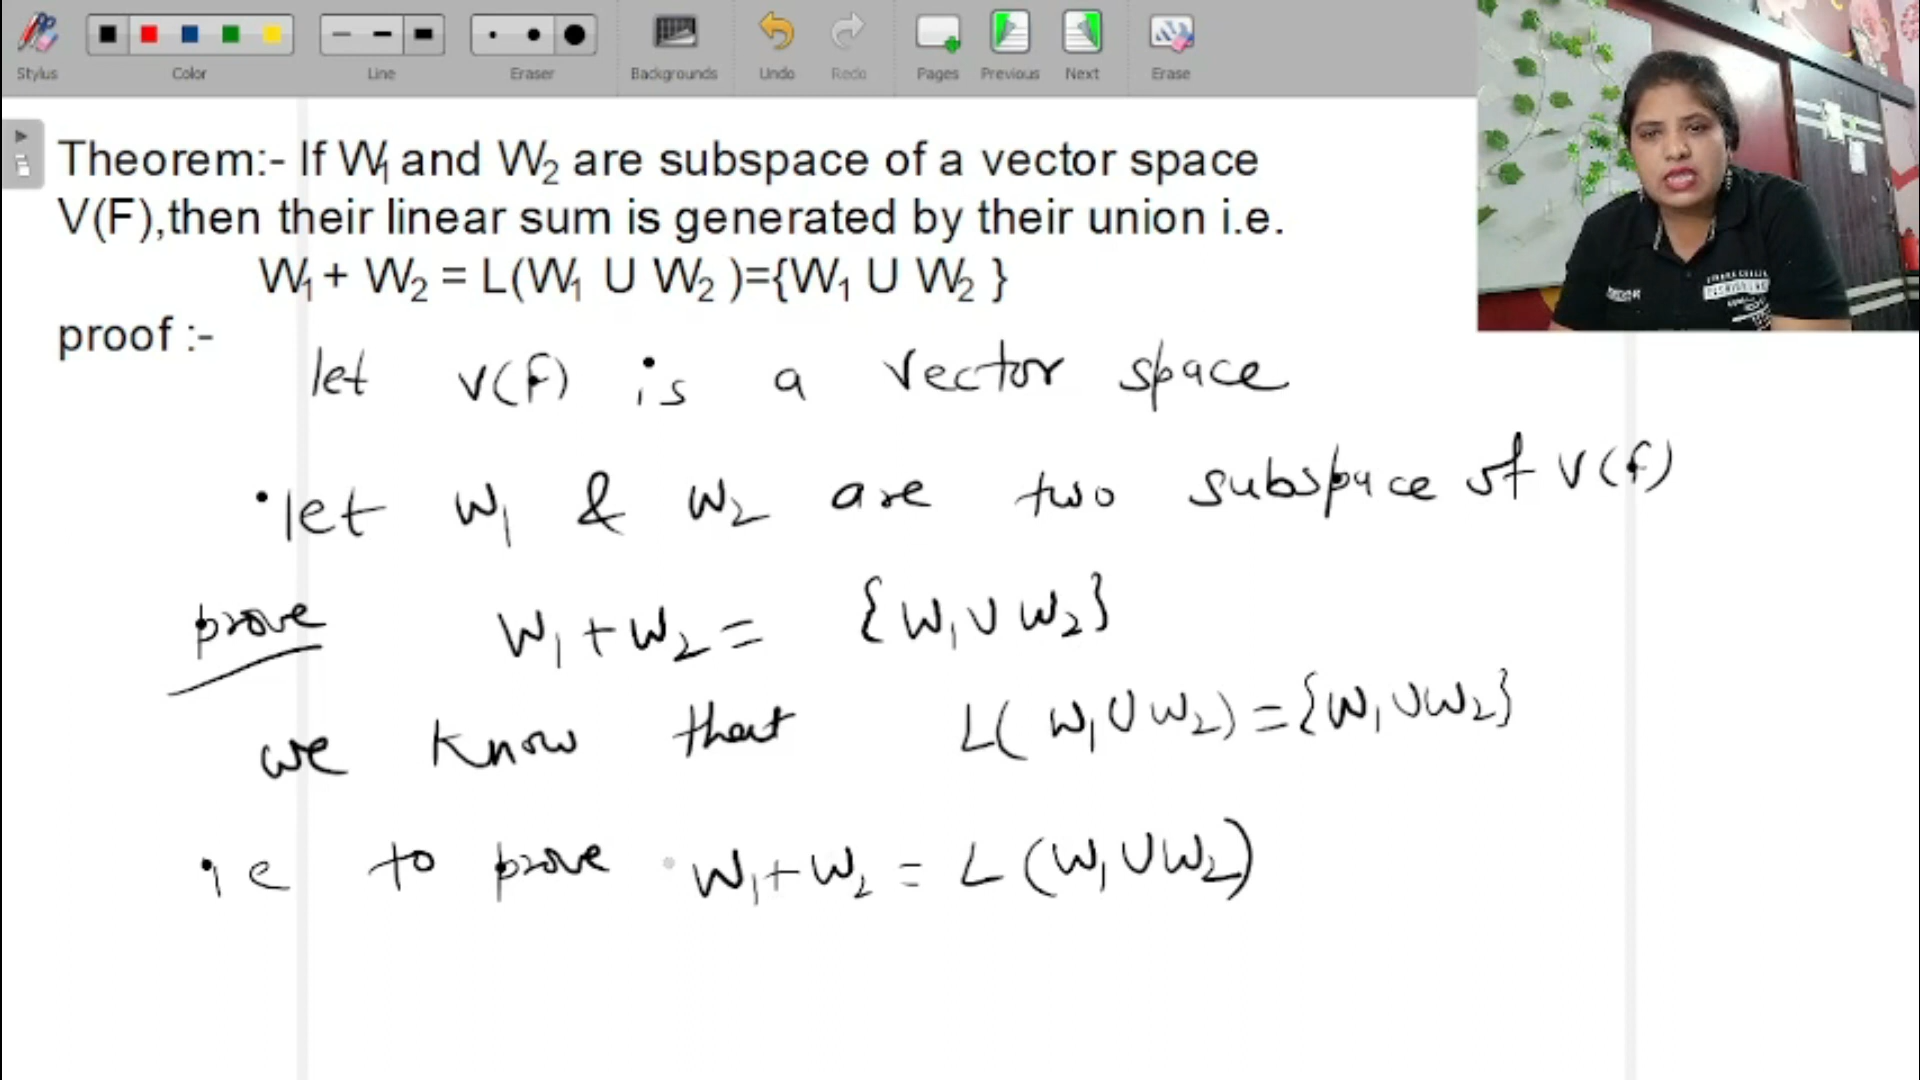 Stylus Color Line Eraser Backgrounds Undo Redo Pages Previous Next Erase
Theorem:- If W₁ and W₂ are subspace of a vector space
V(F),then their linear sum is generated by their union i.e.
W₁ + W₂ = L(W₁ U W₂ )={W₁ U W₂ }
proof :-
let V(F) is a vector space
let W₁ & W₂ are two subspace of V(F)
prove W₁ + W₂ = {W₁ ∪ W₂}
we know that L( W₁ ∪ W₂) = {W₁ ∪ W₂}
ie to prove W₁ + W₂ = L (W₁ ∪ W₂)